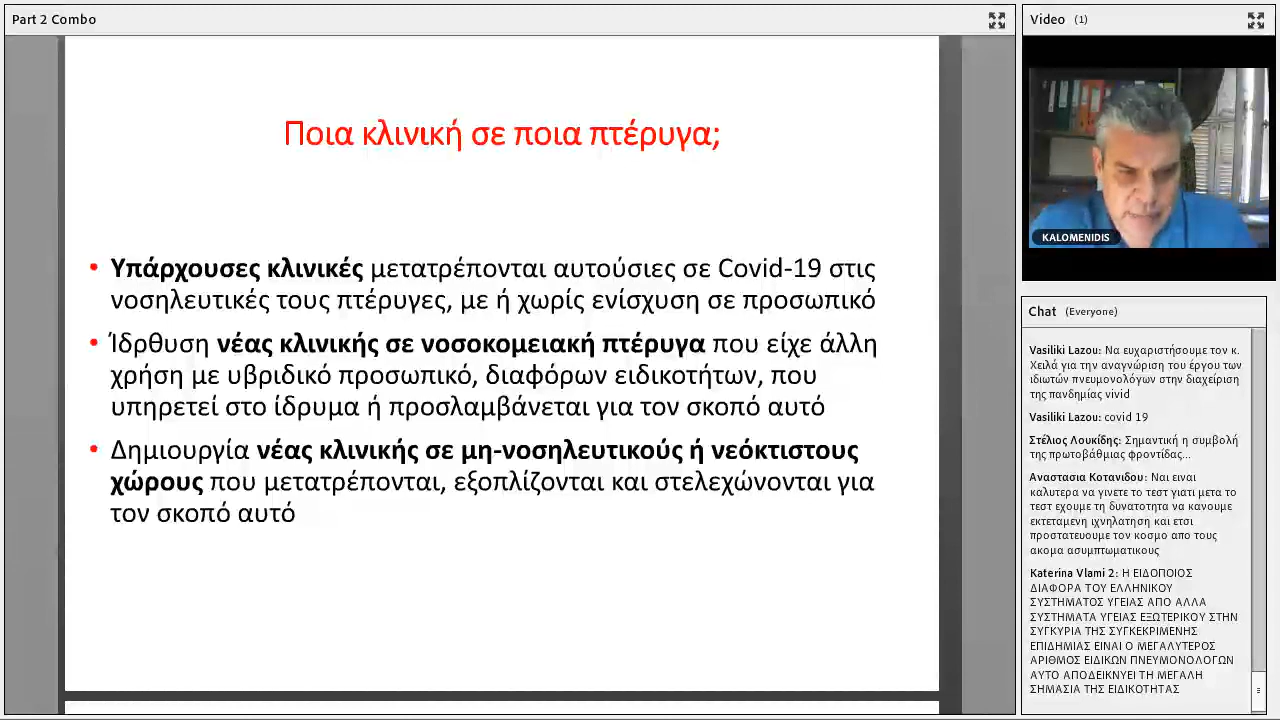 Part 2 Combo
Ποια κλινική σε ποια πτέρυγα;
• Υπάρχουσες κλινικές μετατρέπονται αυτούσιες σε Covid-19 στις
νοσηλευτικές τους πτέρυγες, με ή χωρίς ενίσχυση σε προσωπικό
• Ίδρθυση νέας κλινικής σε νοσοκομειακή πτέρυγα που είχε άλλη
χρήση με υβριδικό προσωπικό, διαφόρων ειδικοτήτων, που
υπηρετεί στο ίδρυμα ή προσλαμβάνεται για τον σκοπό αυτό
• Δημιουργία νέας κλινικής σε μη-νοσηλευτικούς ή νεόκτιστους
χώρους που μετατρέπονται, εξοπλίζονται και στελεχώνονται για
τον σκοπό αυτό
Video (1)
KALOMENIDIS
Chat (Everyone)
Vasiliki Lazou: Να ευχαριστήσουμε τον κ.
Χειλά για την αναγνώριση του έργου των
ιδιωτών πνευμονολόγων στην διαχείριση
της πανδημίας vivid
Vasiliki Lazou: covid 19
Στέλιος Λουκίδης: Σημαντική η συμβολή
της πρωτοβάθμιας φροντίδας...
Αναστασια Κοτανιδου: Ναι ειναι
καλυτερα να γινετε το τεστ γιατι μετα το
τεστ εχουμε τη δυνατοτητα να κάνουμε
εκτεταμενη ιχνηλατηση και ετσι
προστατευουμε τον κοσμο απο τους
ακομα ασυμπτωματικους
Katerina Vlami 2: Η ΕΙΔΟΠΟΙΟΣ
ΔΙΑΦΟΡΑ ΤΟΥ ΕΛΛΗΝΙΚΟΥ
ΣΥΣΤΗΜΑΤΟΣ ΥΓΕΙΑΣ ΑΠΟ ΑΛΛΑ
ΣΥΣΤΗΜΑΤΑ ΥΓΕΙΑΣ ΕΞΩΤΕΡΙΚΟΥ ΣΤΗΝ
ΣΥΓΚΥΡΙΑ ΤΗΣ ΣΥΓΚΕΚΡΙΜΕΝΗΣ
ΕΠΙΔΗΜΙΑΣ ΕΙΝΑΙ Ο ΜΕΓΑΛΥΤΕΡΟΣ
ΑΡΙΘΜΟΣ ΕΙΔΙΚΩΝ ΠΝΕΥΜΟΝΟΛΟΓΩΝ
ΑΥΤΟ ΑΠΟΔΕΙΚΝΥΕΙ ΤΗ ΜΕΓΑΛΗ
ΣΗΜΑΣΙΑ ΤΗΣ ΕΙΔΙΚΟΤΗΤΑΣ